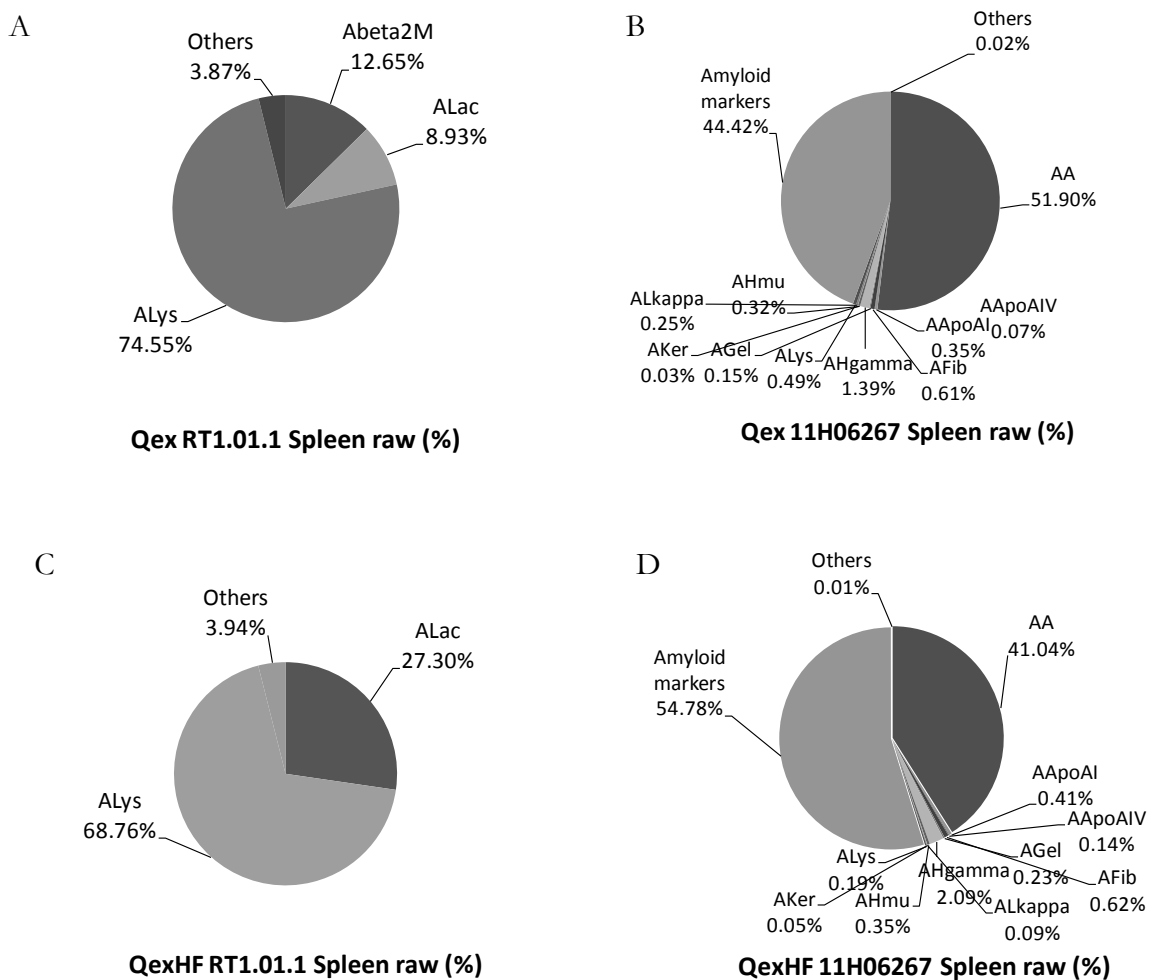 A
Others
3.87%
Abeta2M
12.65%
ALac
8.93%
ALys
74.55%
Qex RT1.01.1 Spleen raw (%)
B
Others
0.02%
Amyloid
markers
44.42%
AA
51.90%
AApoAIV
0.07%
AApoAI
0.35%
AFib
0.61%
AHgamma
1.39%
ALys
0.49%
AGel
0.15%
AKer
0.03%
AHmu
0.32%
ALkappa
0.25%
Qex 11H06267 Spleen raw (%)
C
Others
3.94%
ALac
27.30%
ALys
68.76%
QexHF RT1.01.1 Spleen raw (%)
D
Others
0.01%
Amyloid
markers
54.78%
AA
41.04%
AApoAI
0.41%
AApoAIV
0.14%
AGel
0.23%
AFib
0.62%
AHgamma
2.09%
ALkappa
0.09%
ALys
0.19%
AHmu
0.35%
AKer
0.05%
QexHF 11H06267 Spleen raw (%)